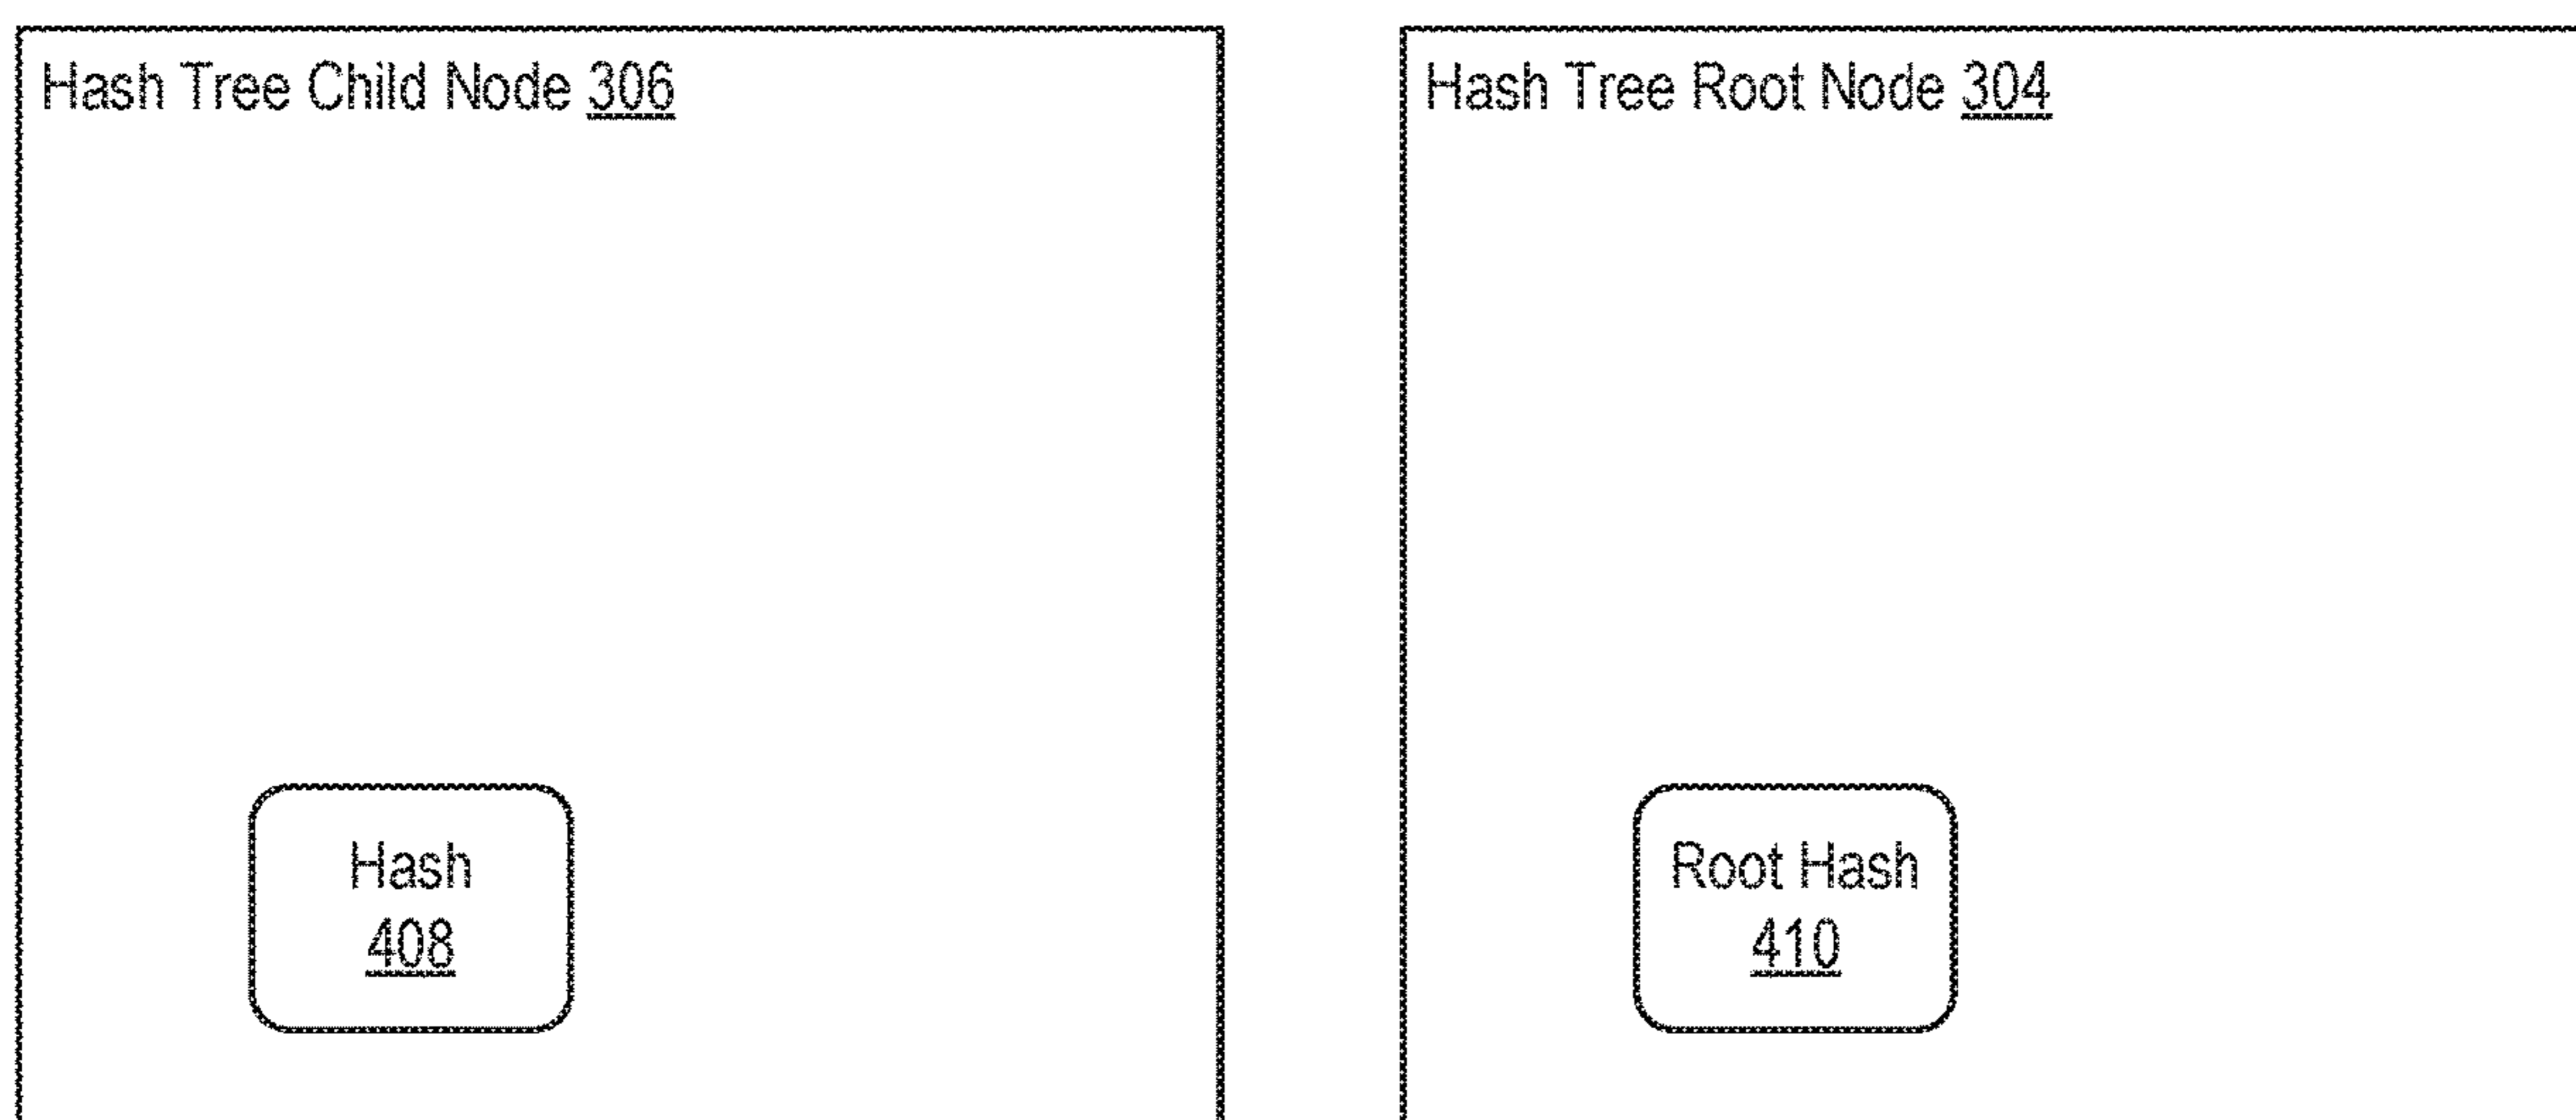 Hash Tree Child Node 306
Hash
408
Hash Tree Root Node 304
Root Hash
410